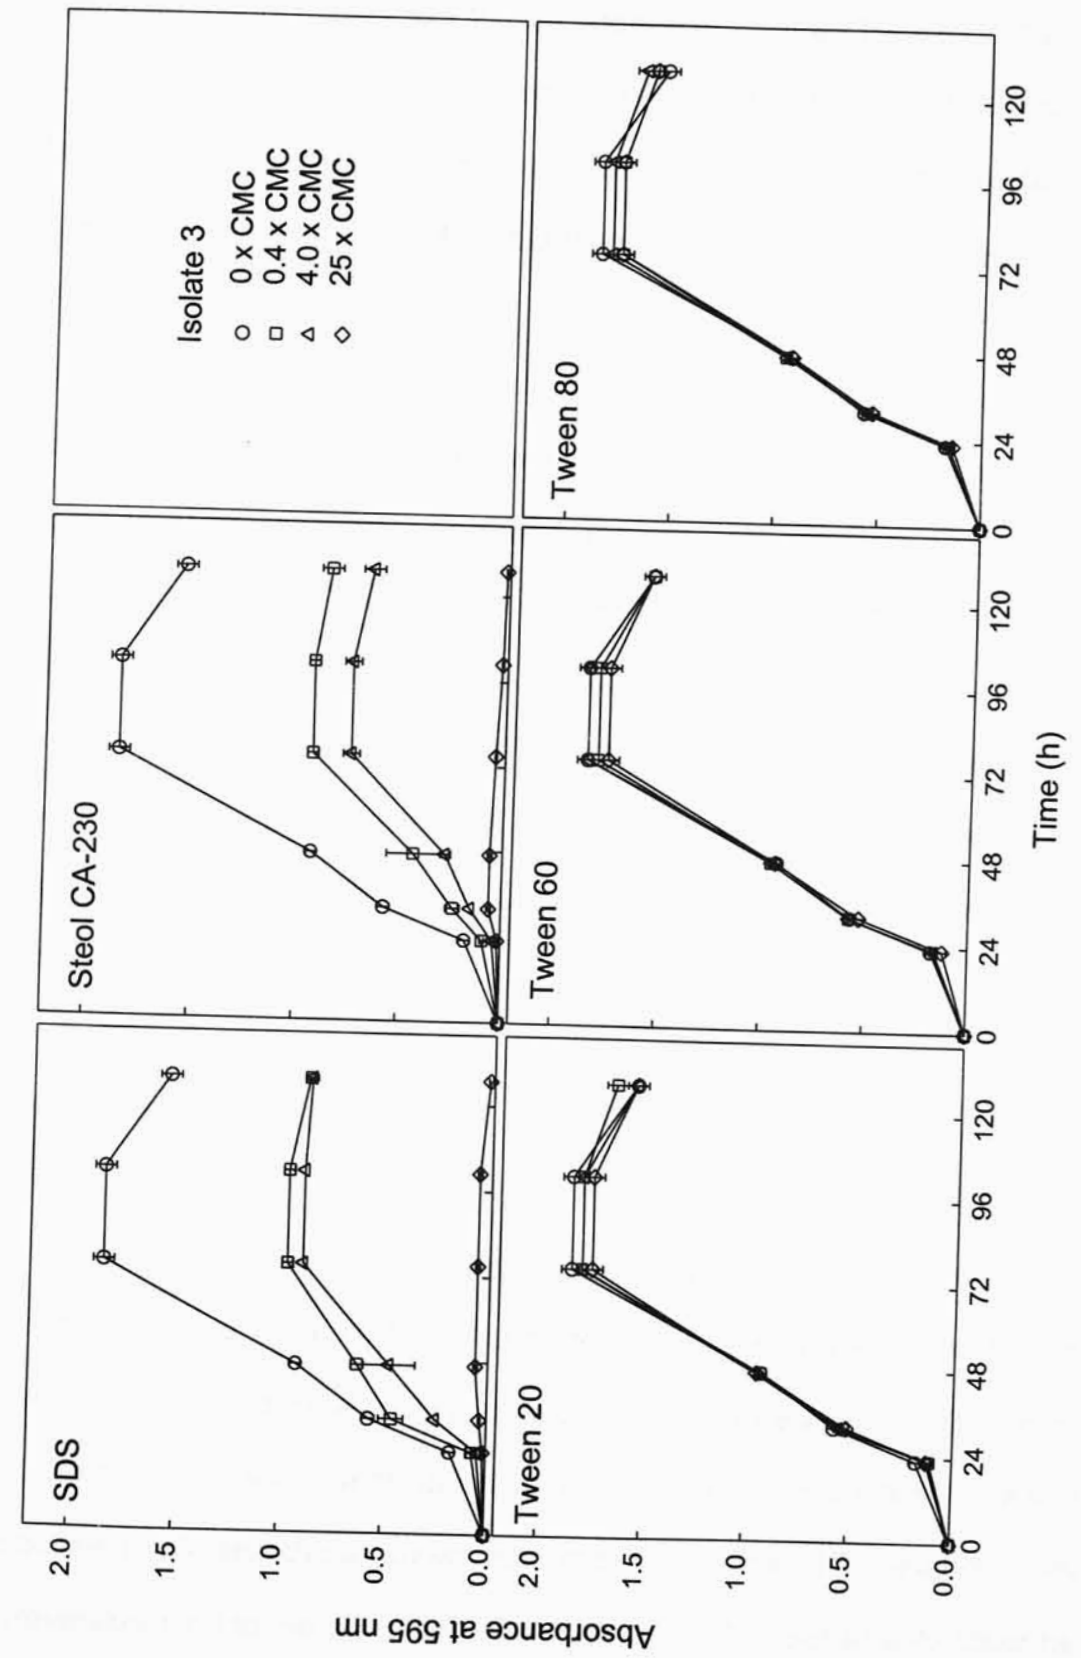 Isolate 3
0 x CMC
0.4 x CMC
4.0 x CMC
25 x CMC
SDS
Steol CA-230
2.0
1.5
1.0
0.5
0.0
Tween 20
Tween 60
Tween 80
2.0
1.5
1.0
0.5
0.0
0 24 48 72 96 120
0 24 48 72 96 120
0 24 48 72 96 120
Absorbance at 595 nm
Time (h)